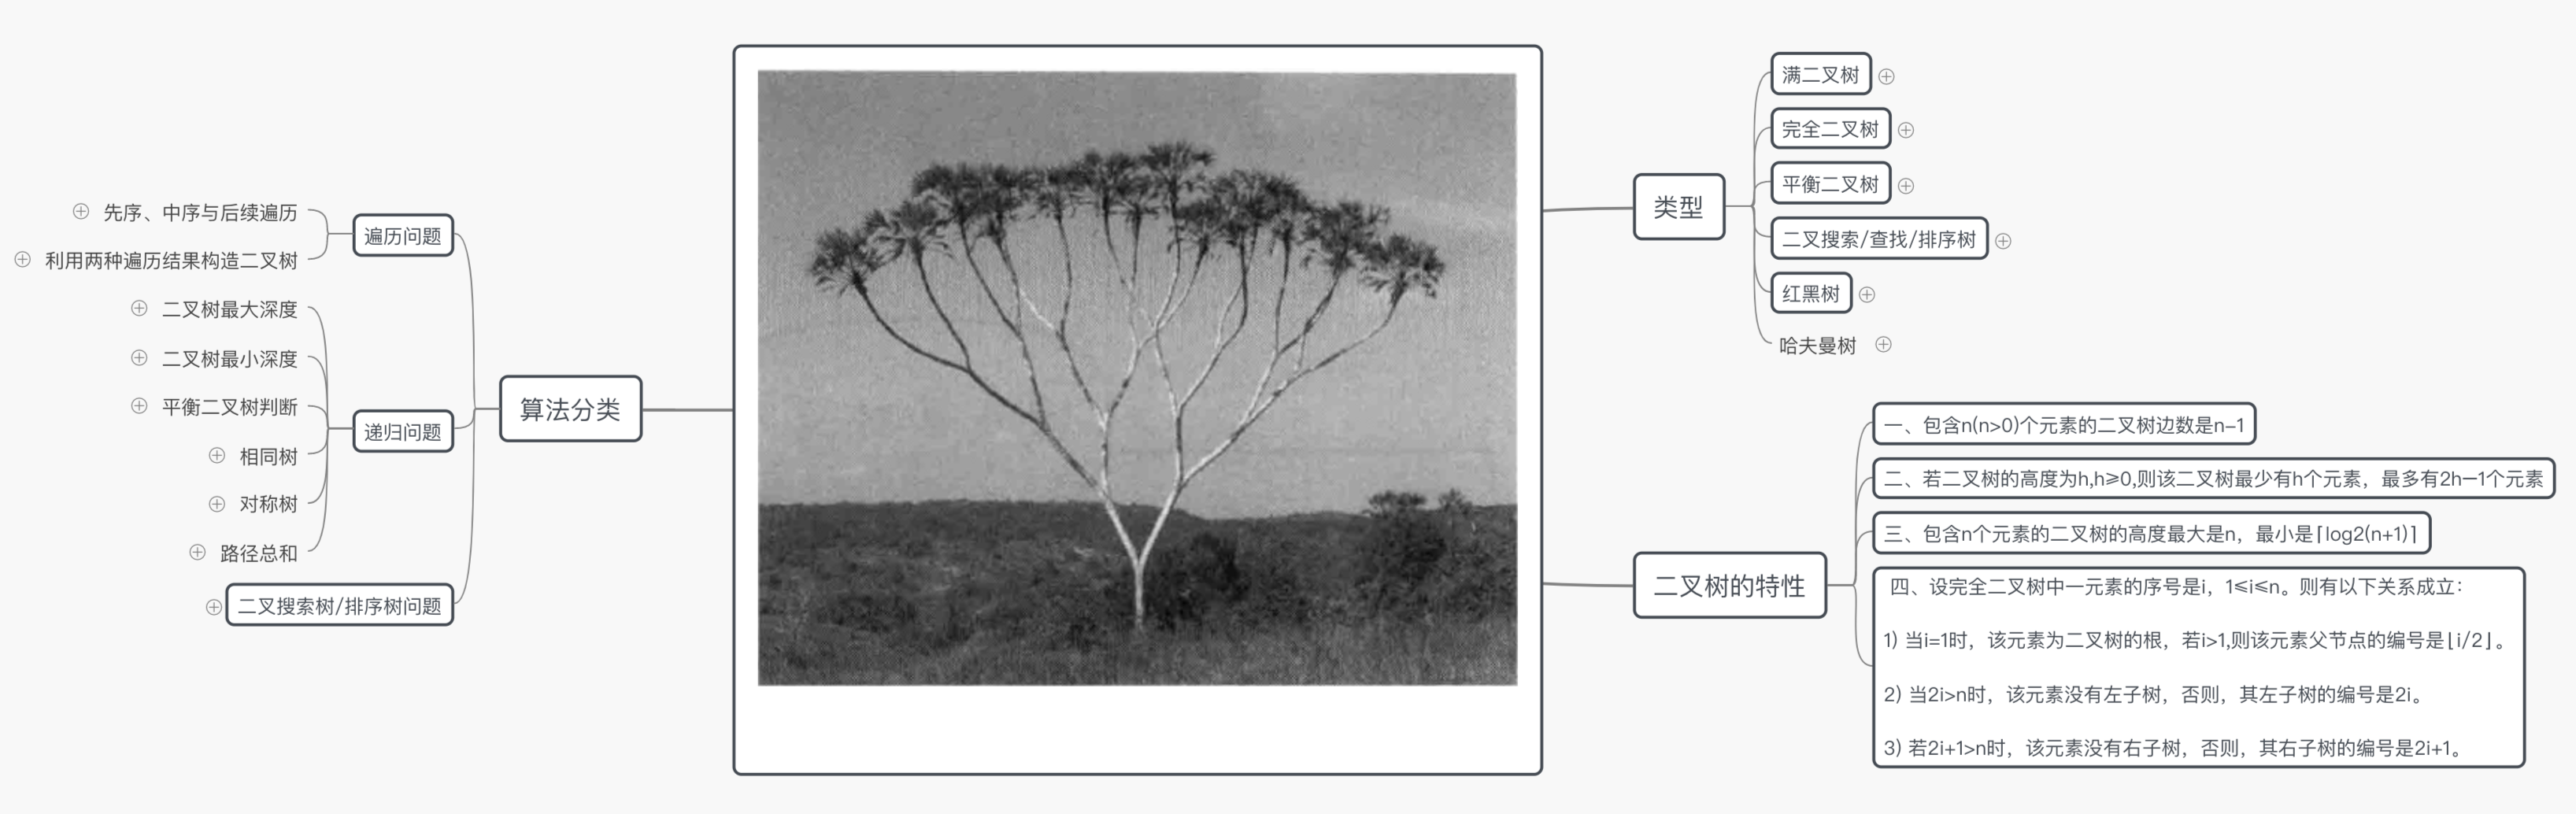 先序、中序与后续遍历
利用两种遍历结果构造二叉树
遍历问题
二叉树最大深度
二叉树最小深度
平衡二叉树判断
相同树
对称树
路径总和
递归问题
二叉搜索树/排序树问题
算法分类
类型
满二叉树
完全二叉树
平衡二叉树
二叉搜索/查找/排序树
红黑树
哈夫曼树
二叉树的特性
一、包含n(n>0)个元素的二叉树边数是n-1
二、若二叉树的高度为h,h≥0,则该二叉树最少有h个元素，最多有2h—1个元素
三、包含n个元素的二叉树的高度最大是n，最小是⌈log2(n+1)⌉
四、设完全二叉树中一元素的序号是i，1≤i≤n。则有以下关系成立：
1) 当i=1时，该元素为二叉树的根，若i>1,则该元素父节点的编号是⌊i/2⌋。
2) 当2i>n时，该元素没有左子树，否则，其左子树的编号是2i。
3) 若2i+1>n时，该元素没有右子树，否则，其右子树的编号是2i+1。